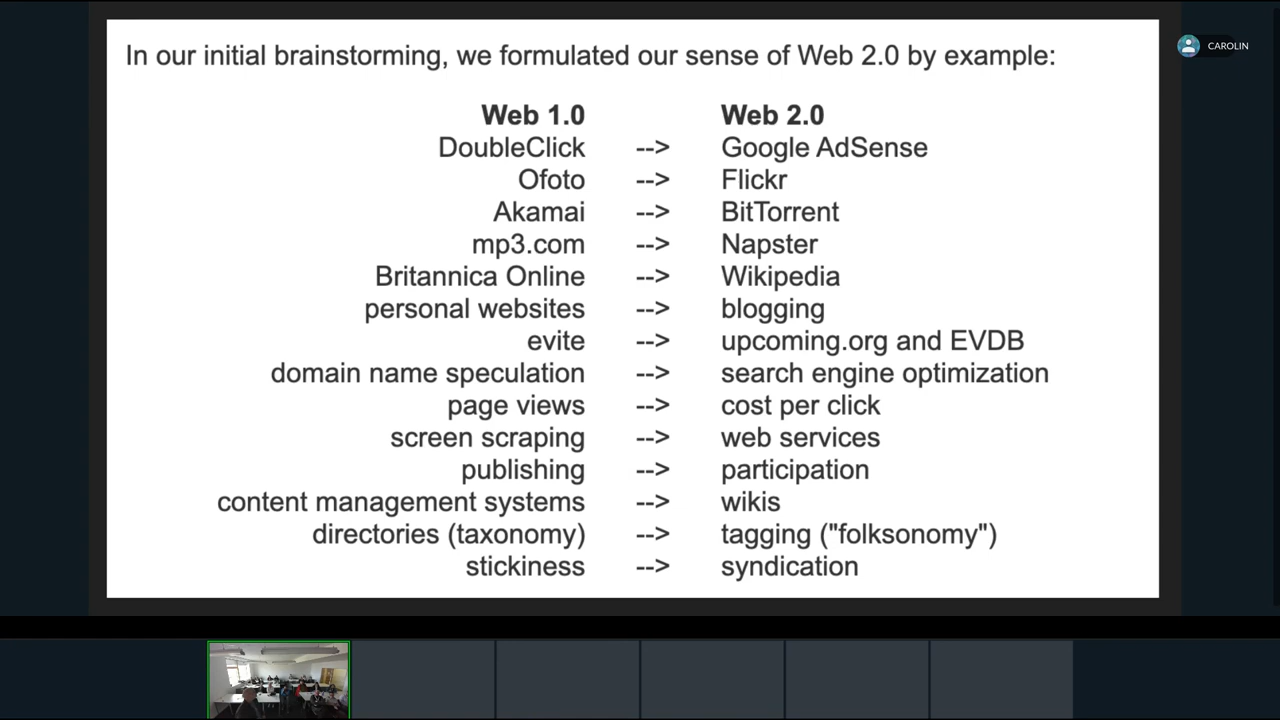 In our initial brainstorming, we formulated our sense of Web 2.0 by example:
Web 1.0 Web 2.0
DoubleClick --> Google AdSense
Ofoto --> Flickr
Akamai --> BitTorrent
mp3.com --> Napster
Britannica Online --> Wikipedia
personal websites --> blogging
evite --> upcoming.org and EVDB
domain name speculation --> search engine optimization
page views --> cost per click
screen scraping --> web services
publishing --> participation
content management systems --> wikis
directories (taxonomy) --> tagging ("folksonomy")
stickiness --> syndication
CAROLIN